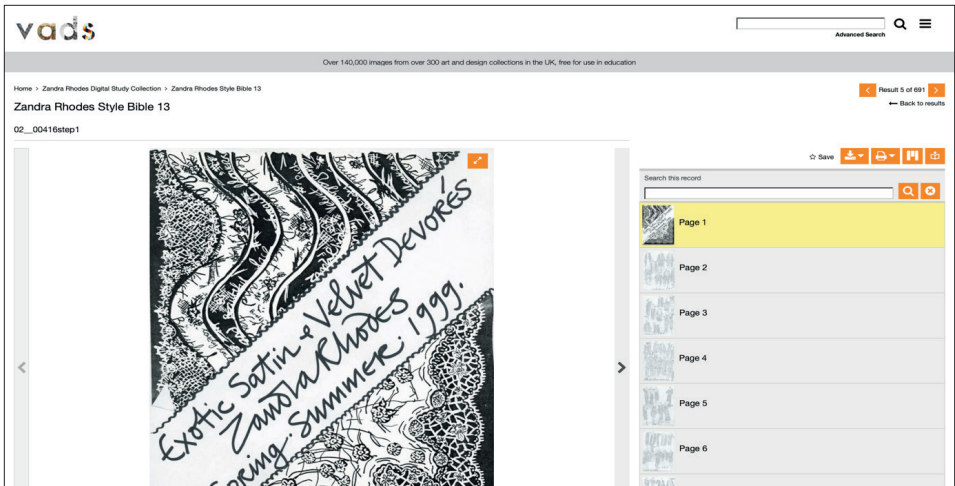 vads
Advanced Search
Over 140,000 images from over 300 art and design collections in the UK, free for use in education
Home > Zandra Rhodes Digital Study Collection > Zandra Rhodes Style Bible 13
Result 5 of 691
Zandra Rhodes Style Bible 13
Back to results
02__00416step1
Save
Search this record
Exotic Satin & Velvet Devorés
Zandra Rhodes
Spring Summer. 1999.
Page 1
Page 2
Page 3
Page 4
Page 5
Page 6